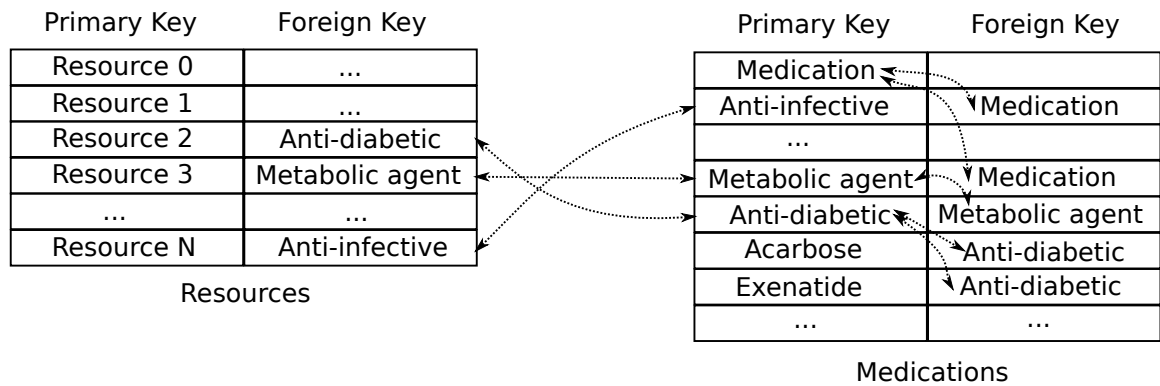 Primary Key Foreign Key
Resource 0 ...
Resource 1 ...
Resource 2 Anti-diabetic
Resource 3 Metabolic agent
... ...
Resource N Anti-infective
Resources
Primary Key Foreign Key
Medication
Anti-infective Medication
...
Metabolic agent Medication
Anti-diabetic Metabolic agent
Acarbose Anti-diabetic
Exenatide Anti-diabetic
... ...
Medications